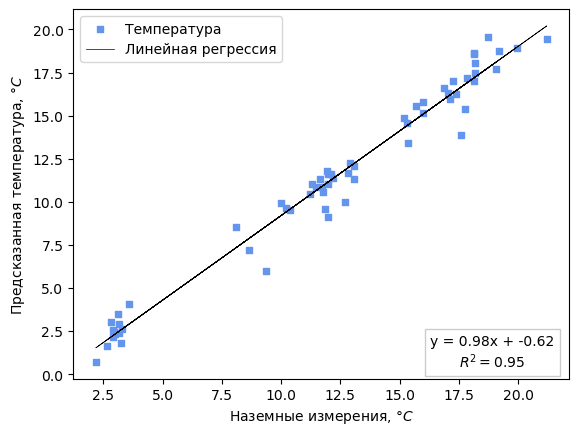 Температура
Линейная регрессия
20.0
17.5
15.0
12.5
10.0
7.5
5.0
2.5
0.0
Предсказанная температура, °C
y = 0.98x + -0.62
R² = 0.95
2.5 5.0 7.5 10.0 12.5 15.0 17.5 20.0
Наземные измерения, °C